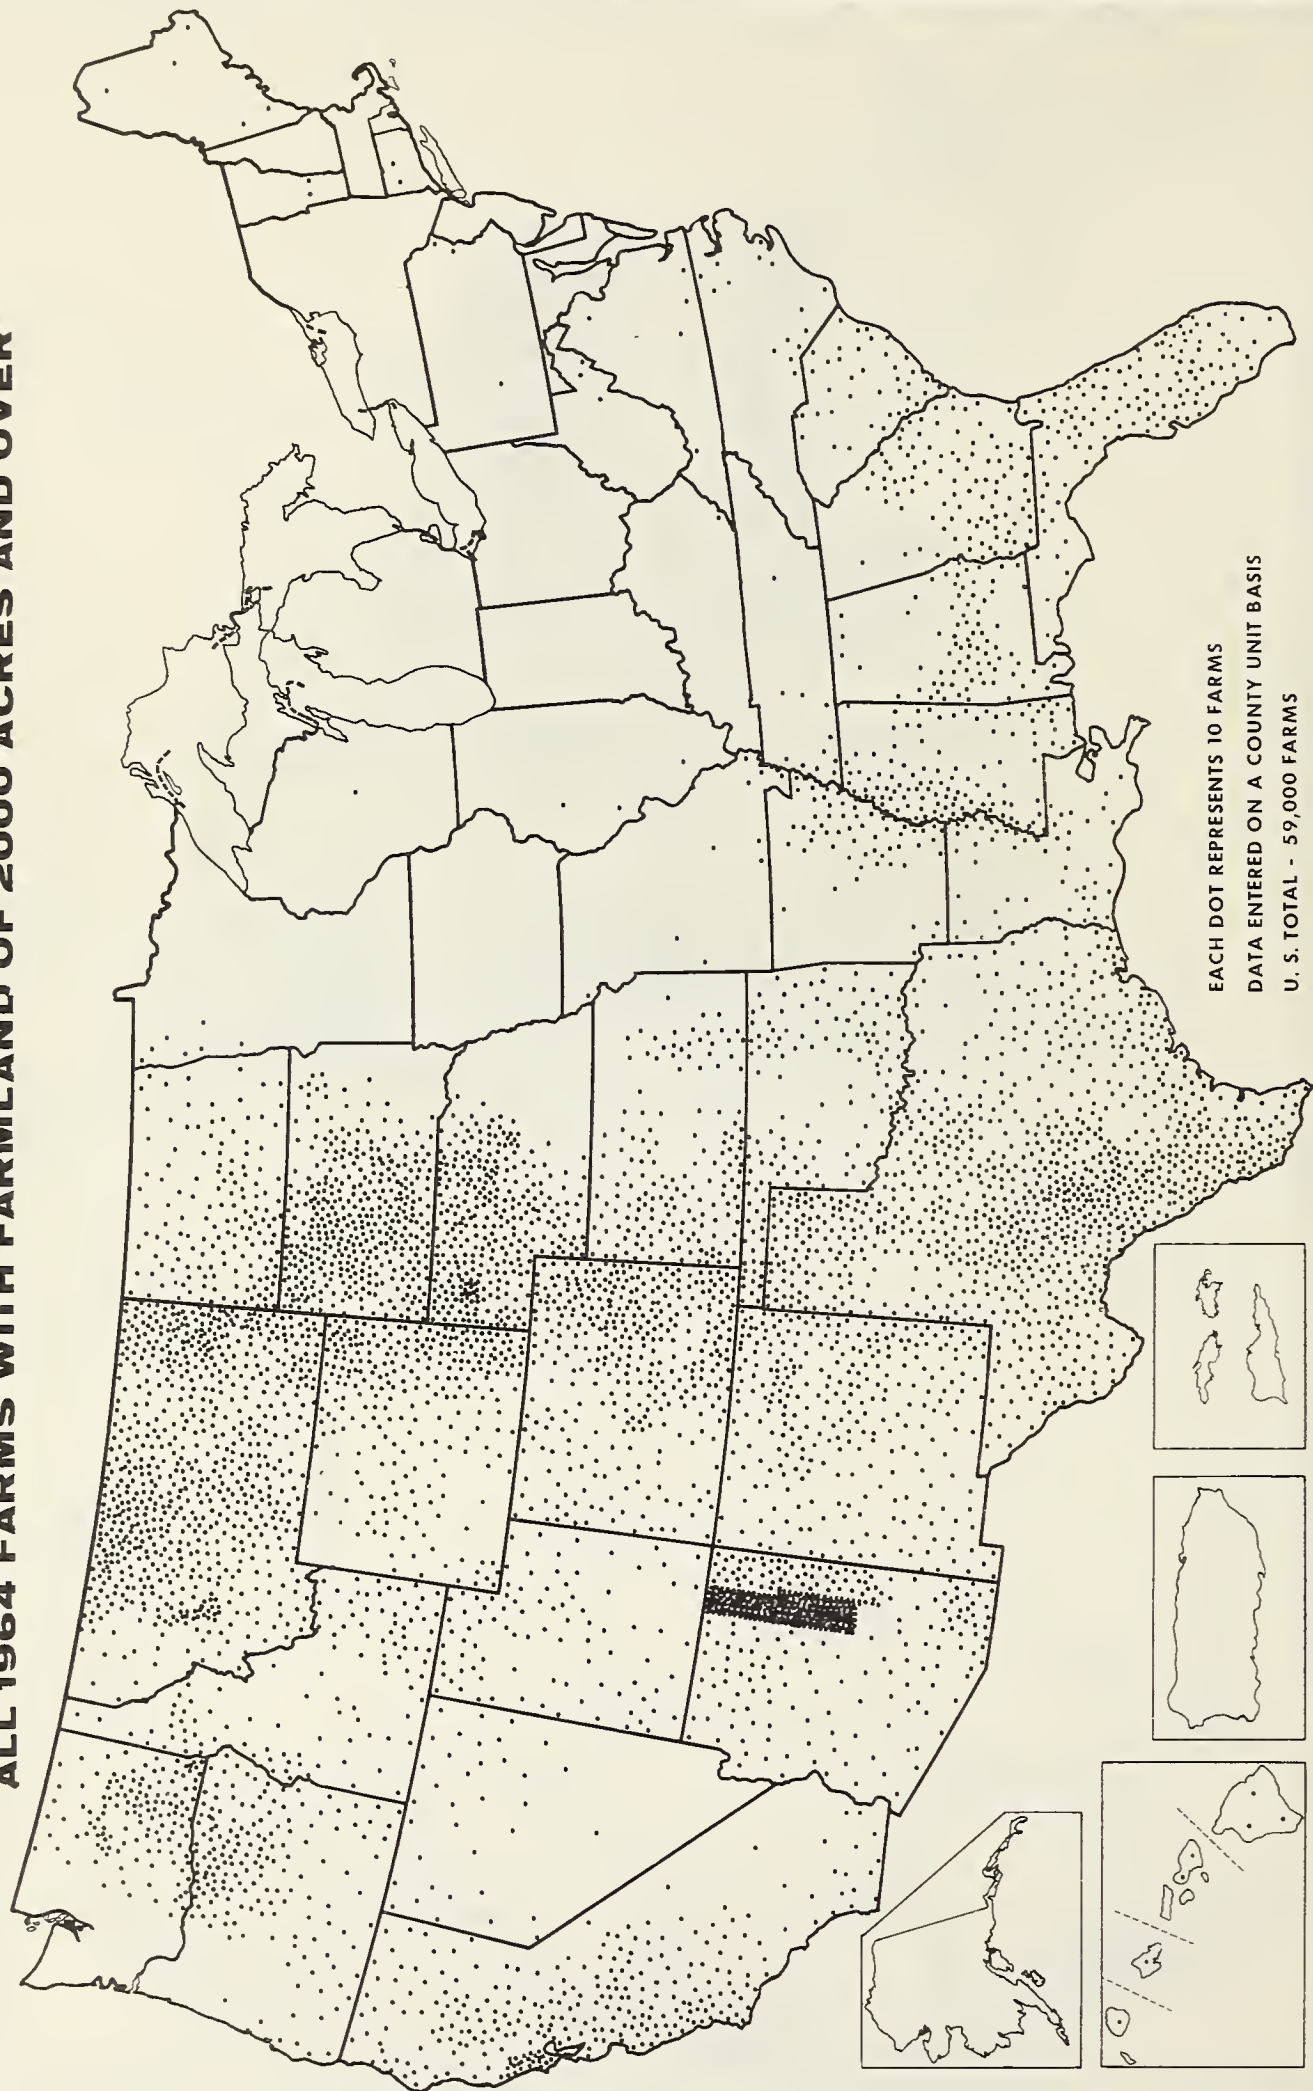 ALL 1964 FARMS WITH FARMLAND OF 2000 ACRES AND OVER
EACH DOT REPRESENTS 10 FARMS
DATA ENTERED ON A COUNTY UNIT BASIS
U. S. TOTAL - 59,000 FARMS